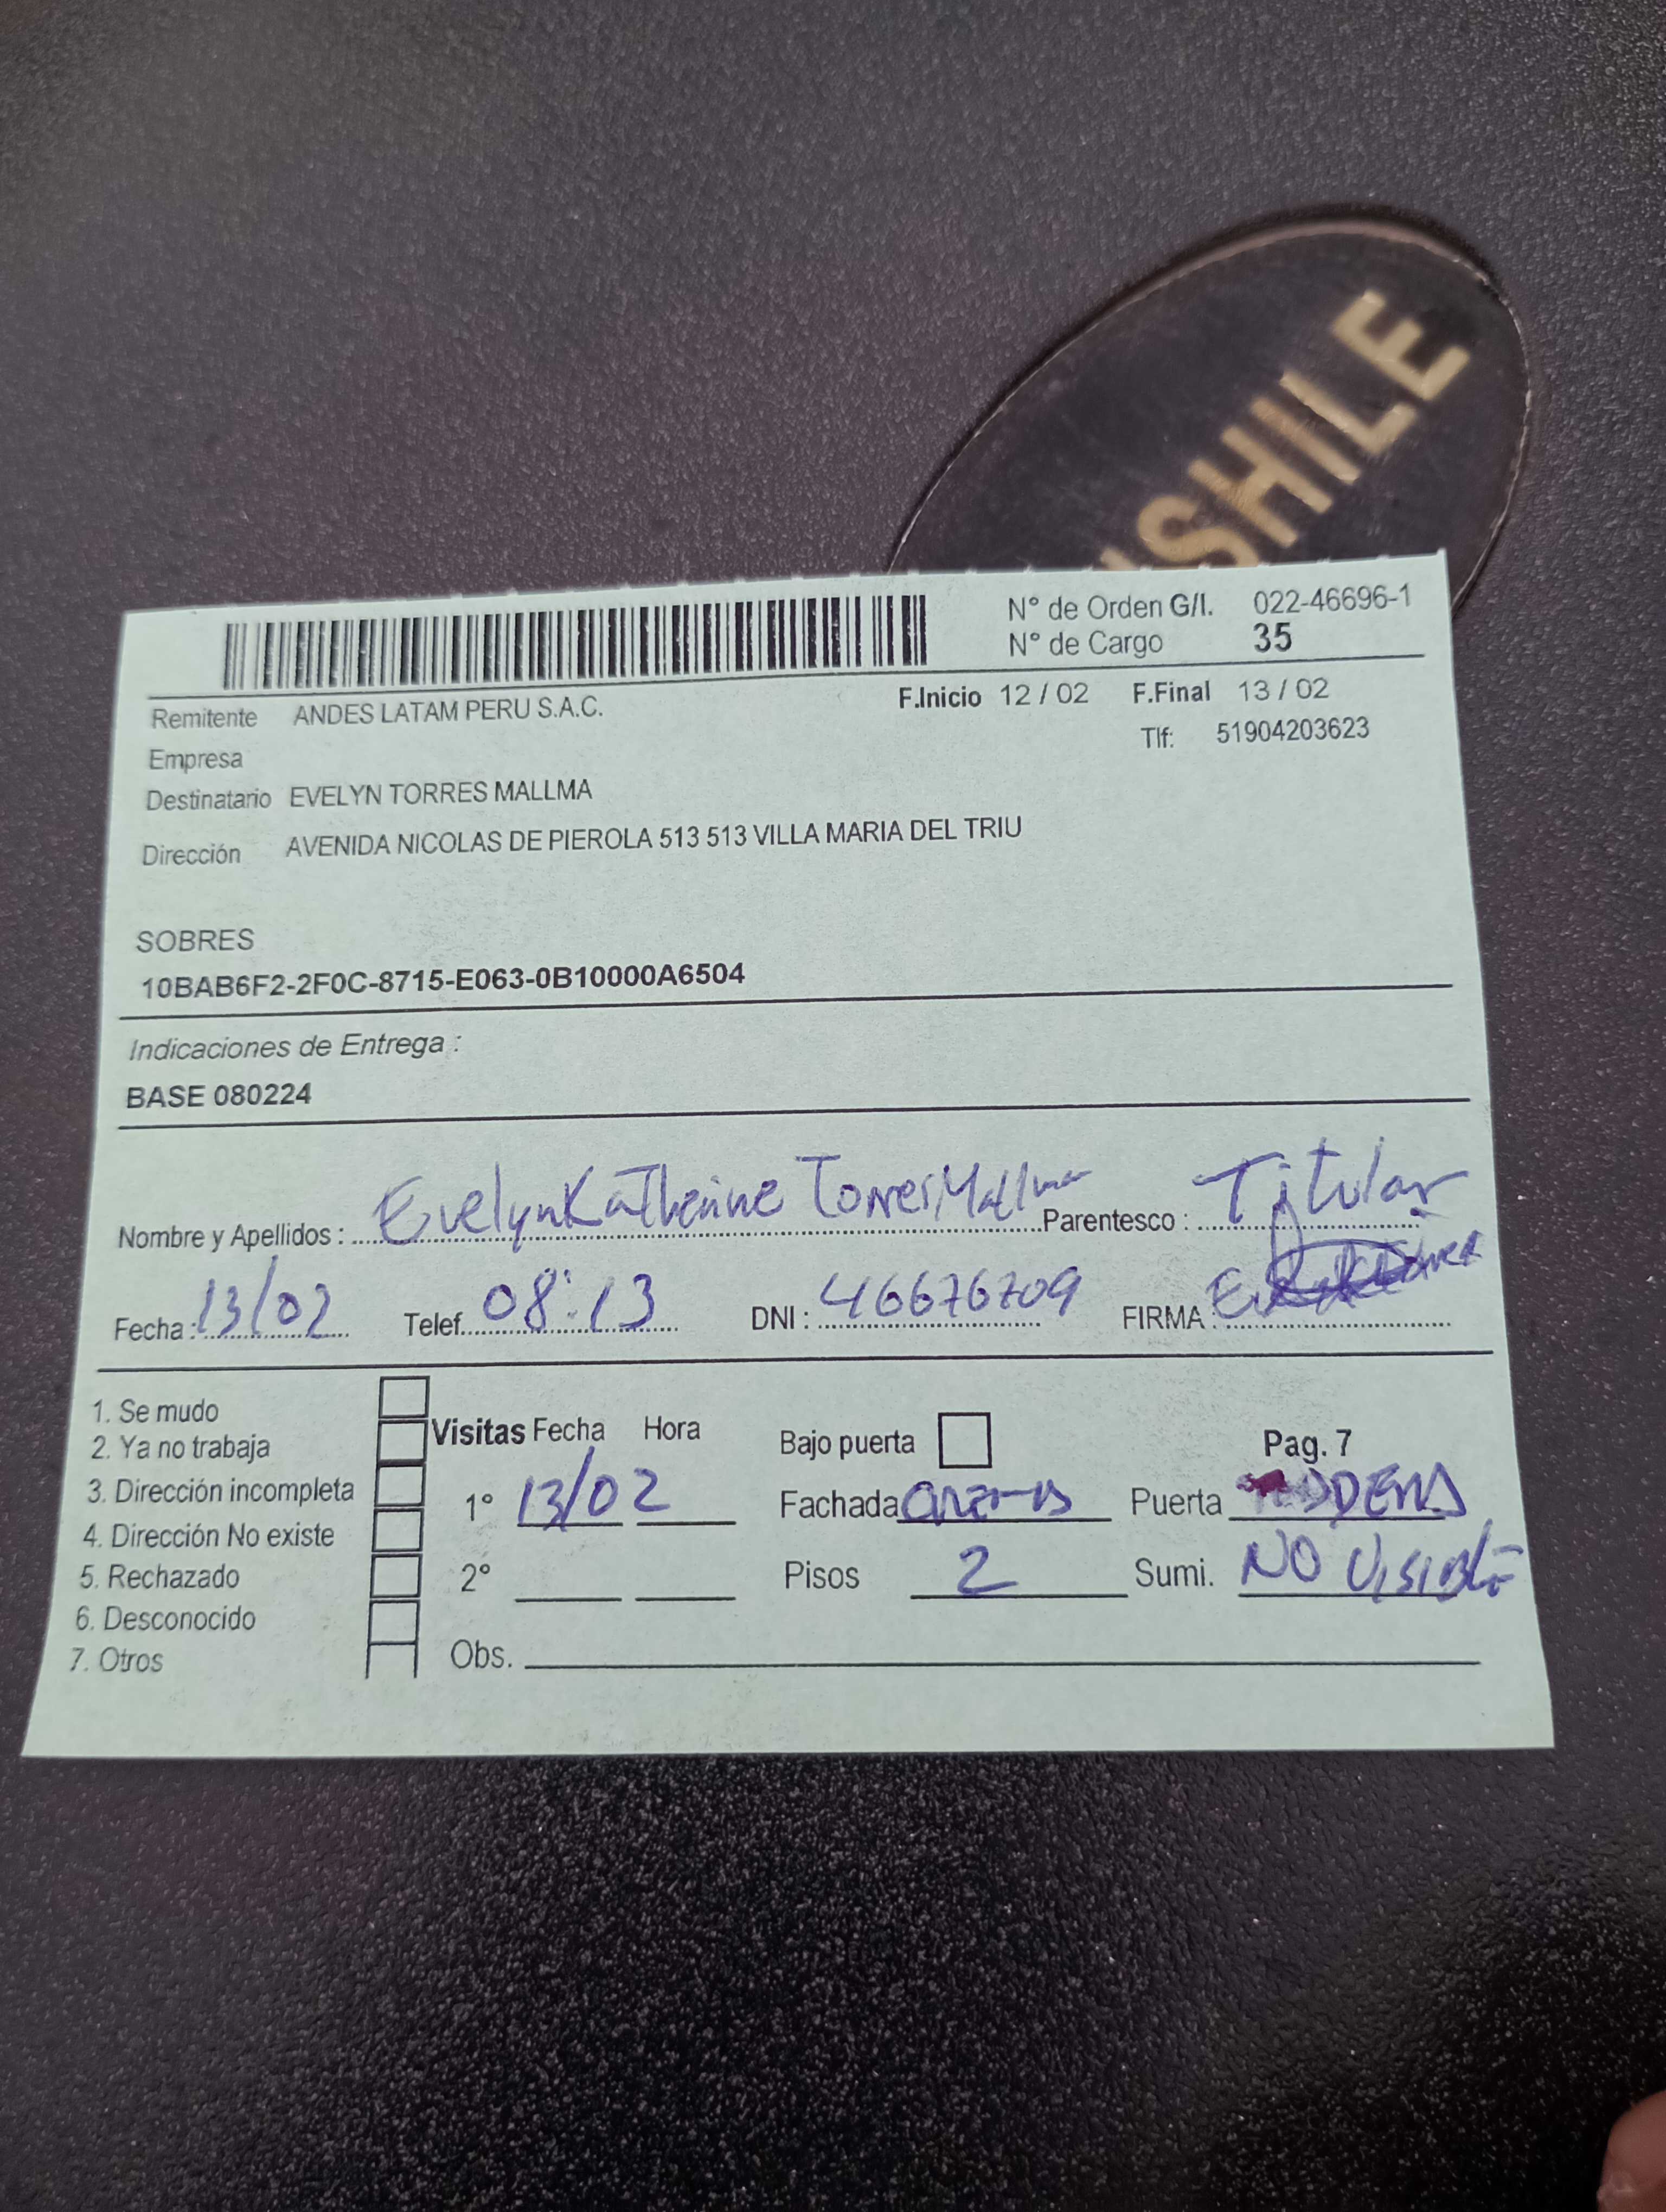 SHILE
N° de Orden G/I. 022-46696-1
N° de Cargo 35
Remitente ANDES LATAM PERU S.A.C. F.Inicio 12 / 02 F.Final 13 / 02
Empresa Tlf: 51904203623
Destinatario EVELYN TORRES MALLMA
Dirección AVENIDA NICOLAS DE PIEROLA 513 513 VILLA MARIA DEL TRIU
SOBRES
10BAB6F2-2F0C-8715-E063-0B10000A6504
Indicaciones de Entrega :
BASE 080224
Nombre y Apellidos : Evelyn Katherine Torres Mallma Parentesco : Titular
Fecha : 13/02 Telef. 08:13 DNI : 46676709 FIRMA :
1. Se mudo
2. Ya no trabaja
3. Dirección incompleta
4. Dirección No existe
5. Rechazado
6. Desconocido
7. Otros
Visitas Fecha Hora Bajo puerta Pag. 7
1° 13/02 Fachada Puerta
2° Pisos 2 Sumi. NO VISIBLE
Obs.